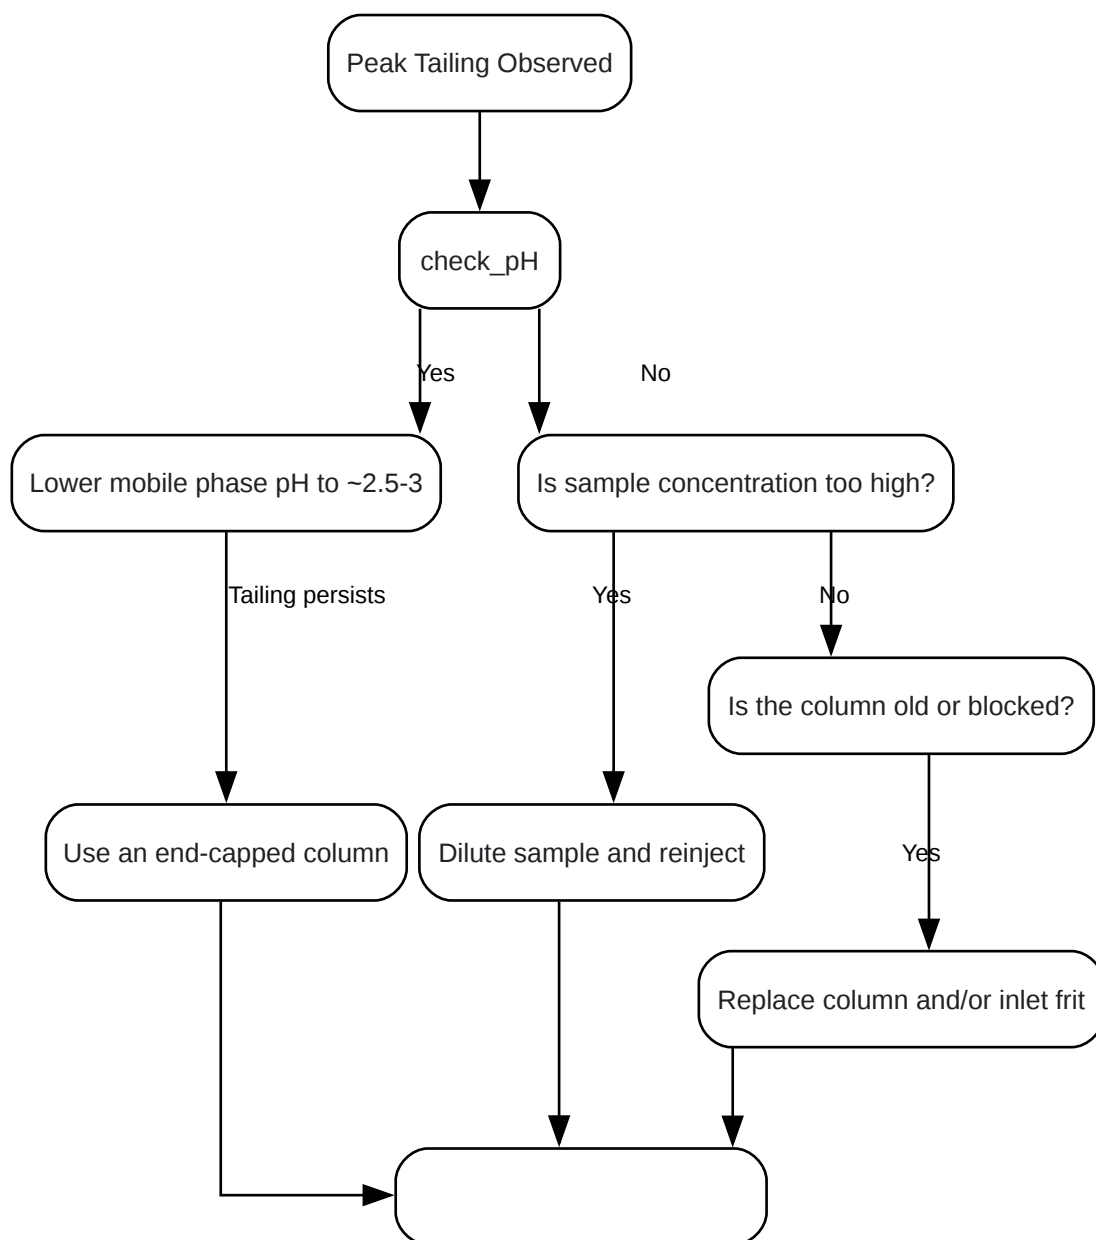 Peak Tailing Observed
check_pH
Yes
No
Lower mobile phase pH to ~2.5-3
Is sample concentration too high?
Tailing persists
Yes
No
Is the column old or blocked?
Use an end-capped column
Dilute sample and reinject
Yes
Replace column and/or inlet frit